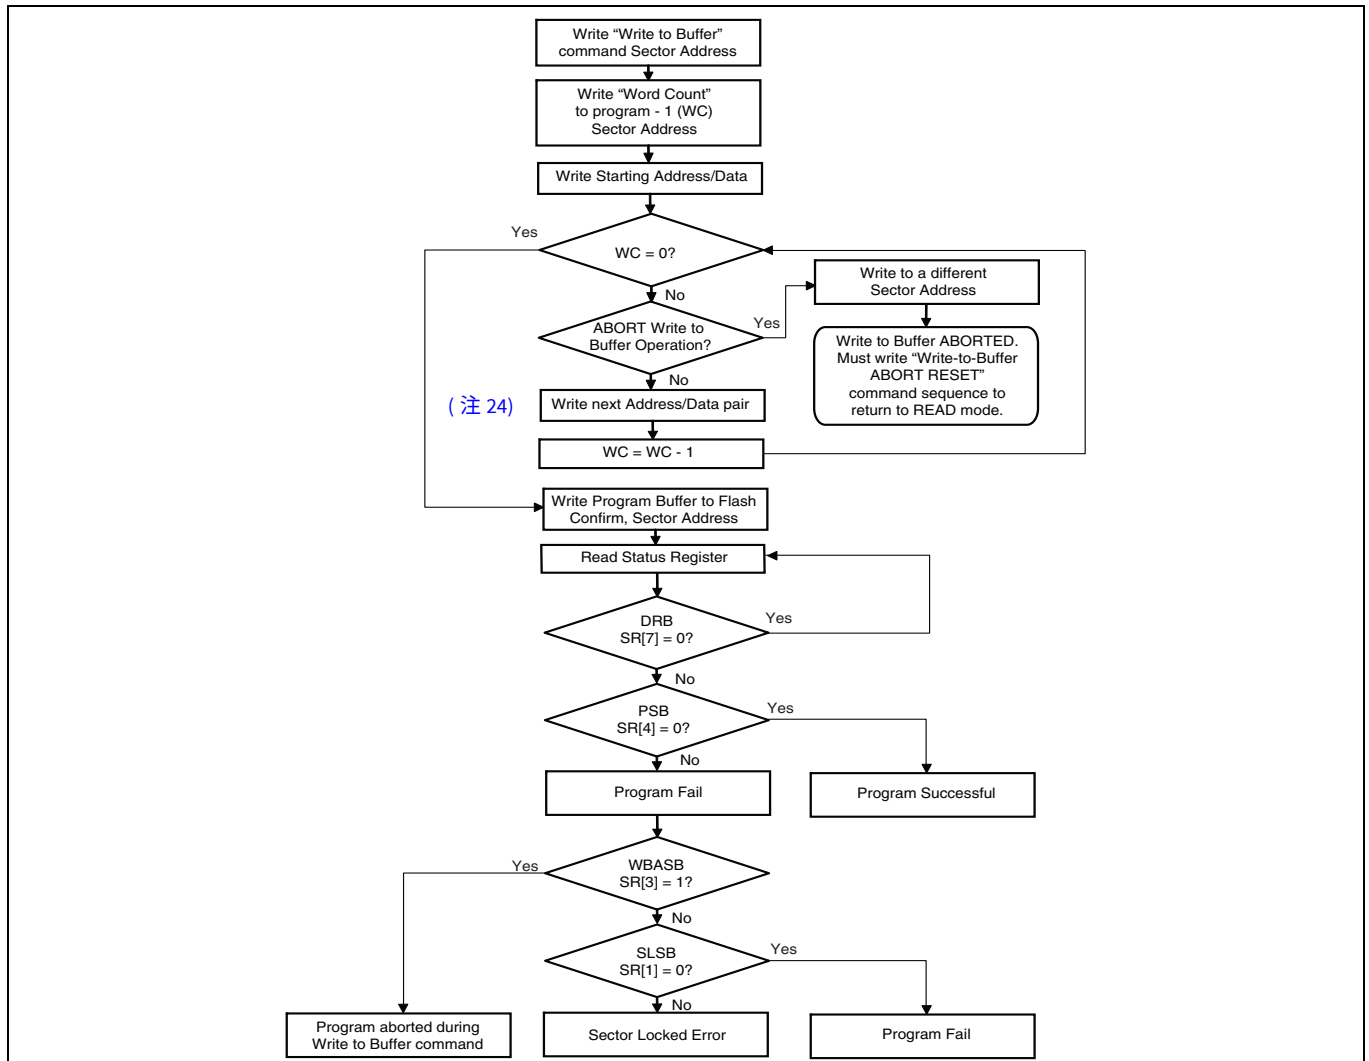 Write “Write to Buffer”
command Sector Address
Write “Word Count”
to program - 1 (WC)
Sector Address
Write Starting Address/Data
Yes
WC = 0?
No
Write to a different
Sector Address
ABORT Write to
Buffer Operation?
Yes
No
Write to Buffer ABORTED.
Must write “Write-to-Buffer
ABORT RESET”
command sequence to
return to READ mode.
( 注 24)
Write next Address/Data pair
WC = WC - 1
Write Program Buffer to Flash
Confirm, Sector Address
Read Status Register
DRB
SR[7] = 0?
Yes
No
PSB
SR[4] = 0?
Yes
No
Program Fail
Program Successful
Yes
WBASB
SR[3] = 1?
No
SLSB
SR[1] = 0?
Yes
No
Program aborted during
Write to Buffer command
Sector Locked Error
Program Fail